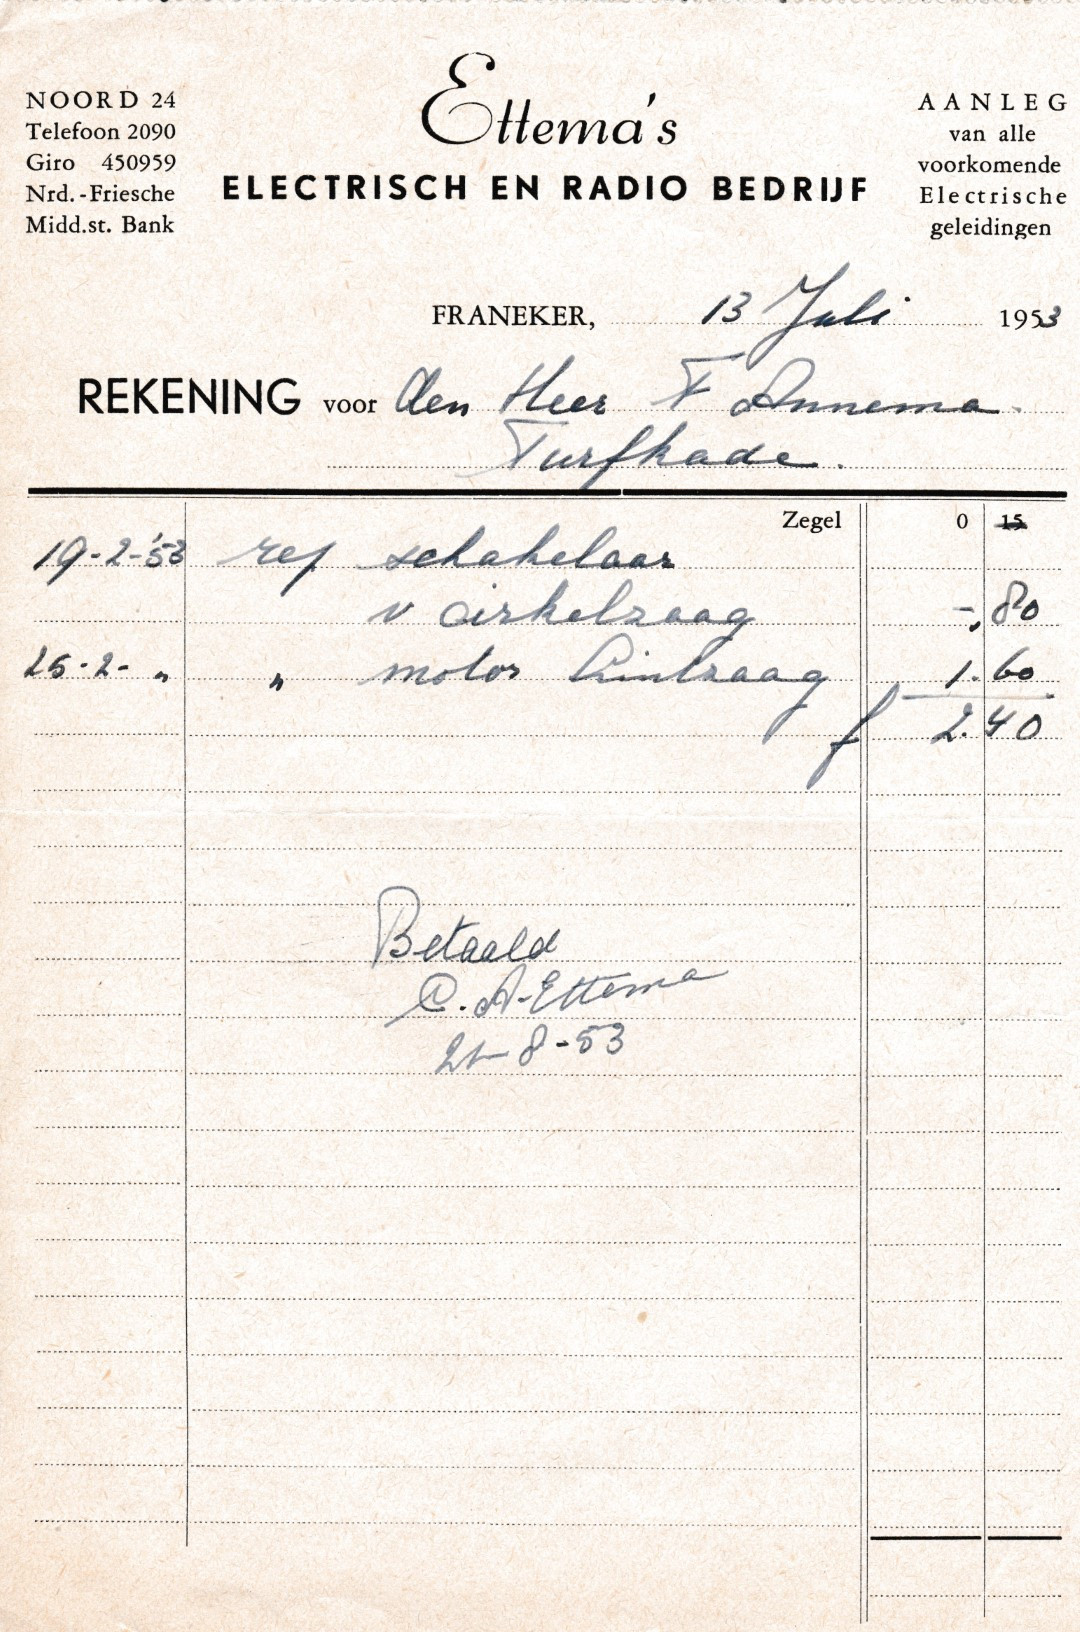 NOORD 24
Telefoon 2090
Giro 450959
Nrd.-Friesche
Midd.st. Bank
Ettema's
ELECTRISCH EN RADIO BEDRIJF
AANLEG
van alle
voorkomende
Electrische
geleidingen
FRANEKER, 13 Juli 1953
REKENING voor den Heer F Annema.
Turfkade.
Zegel 0 15
19-2-'53 rep schakelaar
v cirkelzaag -,80
25-2- " " motor lintzaag 1.60
f 2.40
Betaald
C. A. Ettema
21-8-53